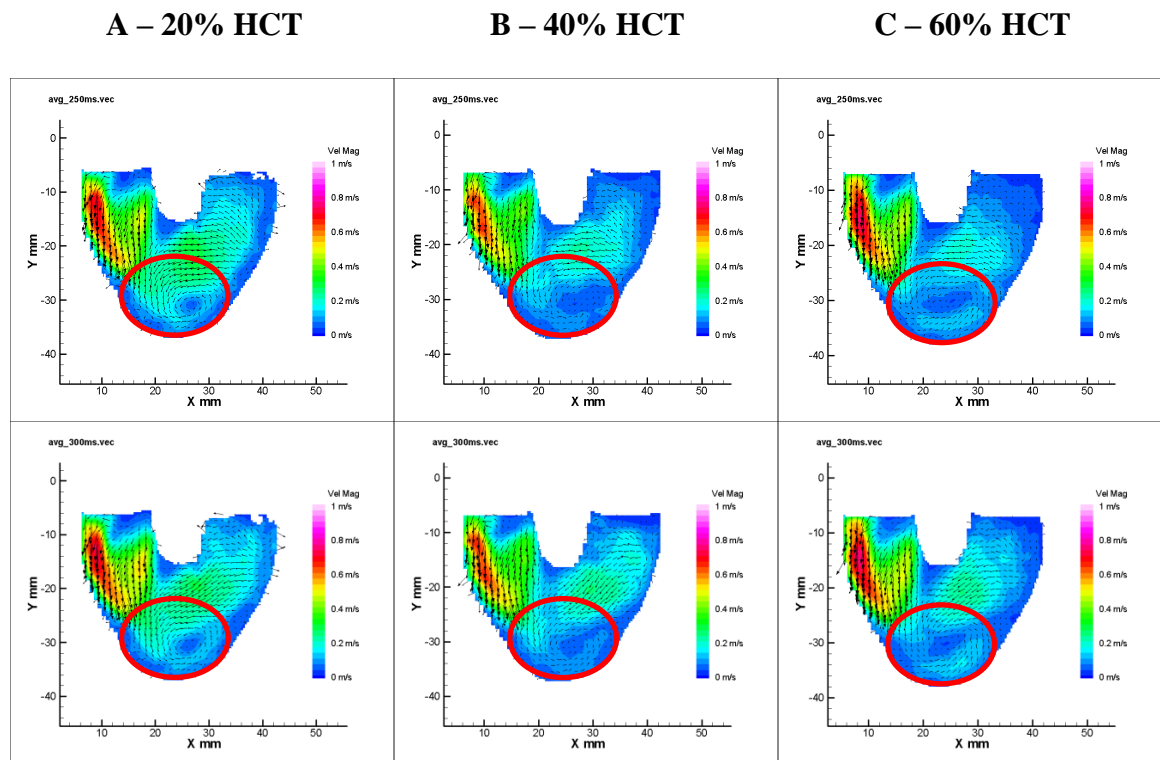 A – 20% HCT
B – 40% HCT
C – 60% HCT
avg_250ms.vec
0
-10
-20
-30
-40
Y mm
10 20 30 40 50
X mm
Vel Mag
1 m/s
0.8 m/s
0.6 m/s
0.4 m/s
0.2 m/s
0 m/s
avg_250ms.vec
0
-10
-20
-30
-40
Y mm
10 20 30 40 50
X mm
Vel Mag
1 m/s
0.8 m/s
0.6 m/s
0.4 m/s
0.2 m/s
0 m/s
avg_250ms.vec
0
-10
-20
-30
-40
Y mm
10 20 30 40 50
X mm
Vel Mag
1 m/s
0.8 m/s
0.6 m/s
0.4 m/s
0.2 m/s
0 m/s
avg_300ms.vec
0
-10
-20
-30
-40
Y mm
10 20 30 40 50
X mm
Vel Mag
1 m/s
0.8 m/s
0.6 m/s
0.4 m/s
0.2 m/s
0 m/s
avg_300ms.vec
0
-10
-20
-30
-40
Y mm
10 20 30 40 50
X mm
Vel Mag
1 m/s
0.8 m/s
0.6 m/s
0.4 m/s
0.2 m/s
0 m/s
avg_300ms.vec
0
-10
-20
-30
-40
Y mm
10 20 30 40 50
X mm
Vel Mag
1 m/s
0.8 m/s
0.6 m/s
0.4 m/s
0.2 m/s
0 m/s